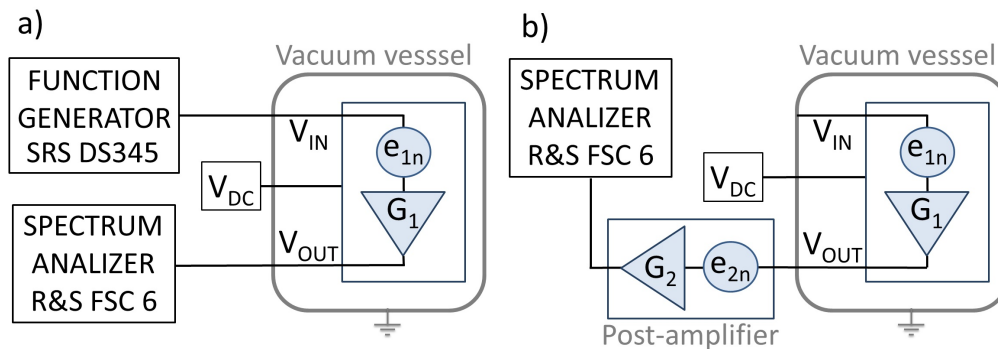 a)
Vacuum vesssel
FUNCTION
GENERATOR
SRS DS345
V_IN
e_1n
V_DC
G_1
SPECTRUM
ANALIZER
R&S FSC 6
V_OUT
b)
Vacuum vesssel
SPECTRUM
ANALIZER
R&S FSC 6
V_IN
e_1n
V_DC
G_1
V_OUT
G_2
e_2n
Post-amplifier